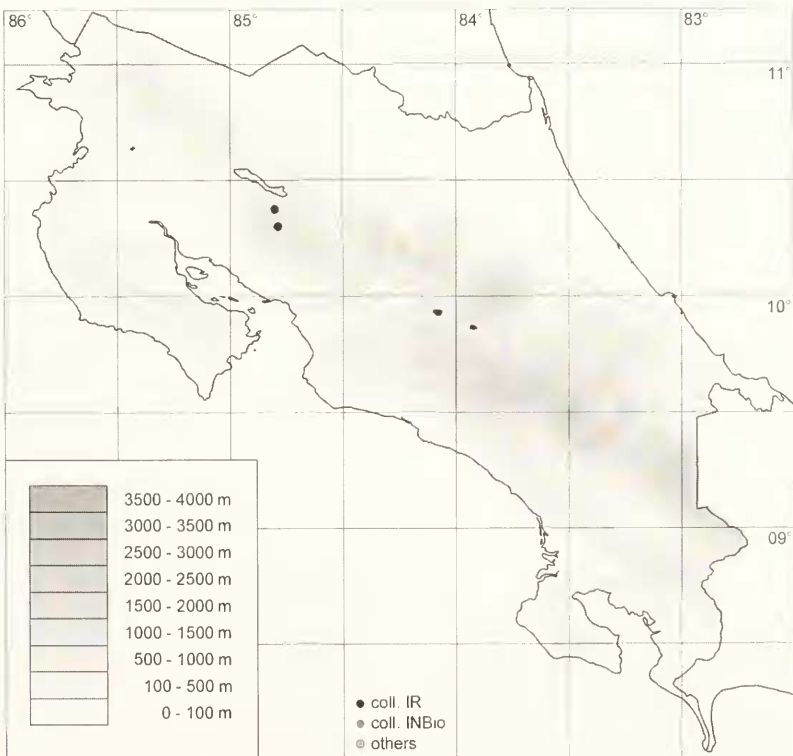 86° 85° 84° 83°
11°
10°
09°
3500 - 4000 m
3000 - 3500 m
2500 - 3000 m
2000 - 2500 m
1500 - 2000 m
1000 - 1500 m
500 - 1000 m
100 - 500 m
0 - 100 m
coll. IR
coll. INBio
others